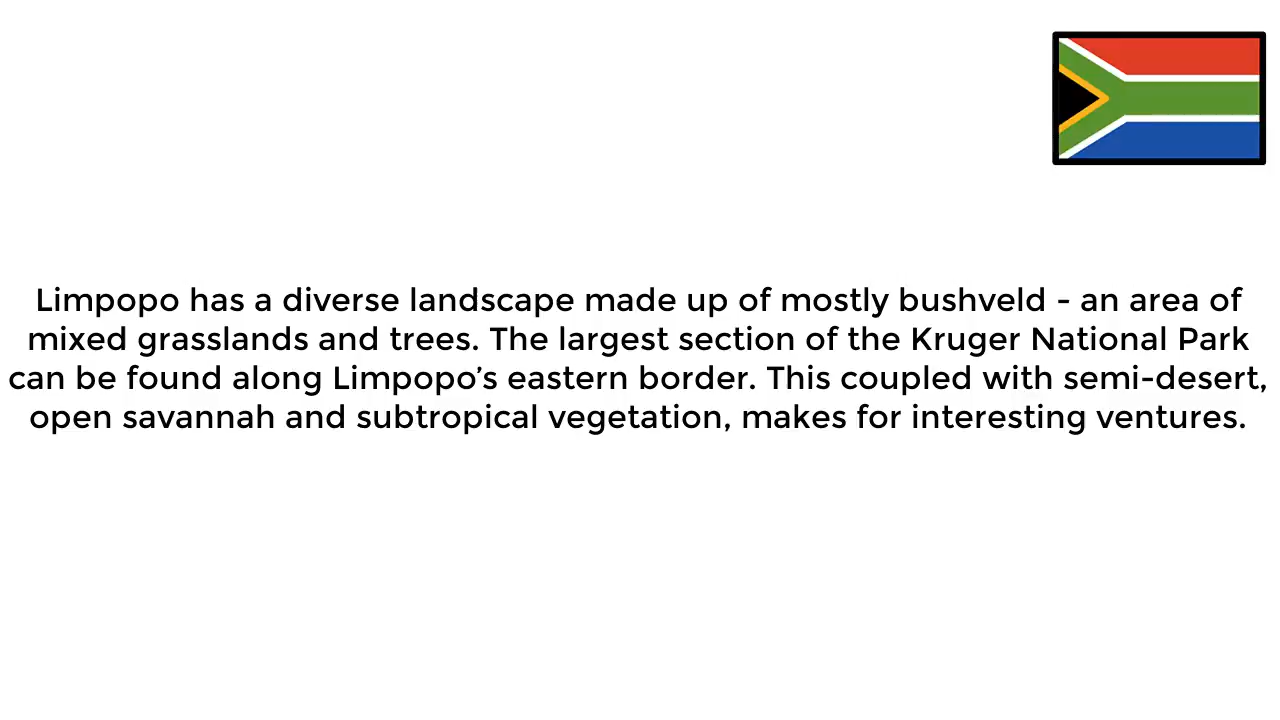 Limpopo has a diverse landscape made up of mostly bushveld - an area of
mixed grasslands and trees. The largest section of the Kruger National Park
can be found along Limpopo’s eastern border. This coupled with semi-desert,
open savannah and subtropical vegetation, makes for interesting ventures.